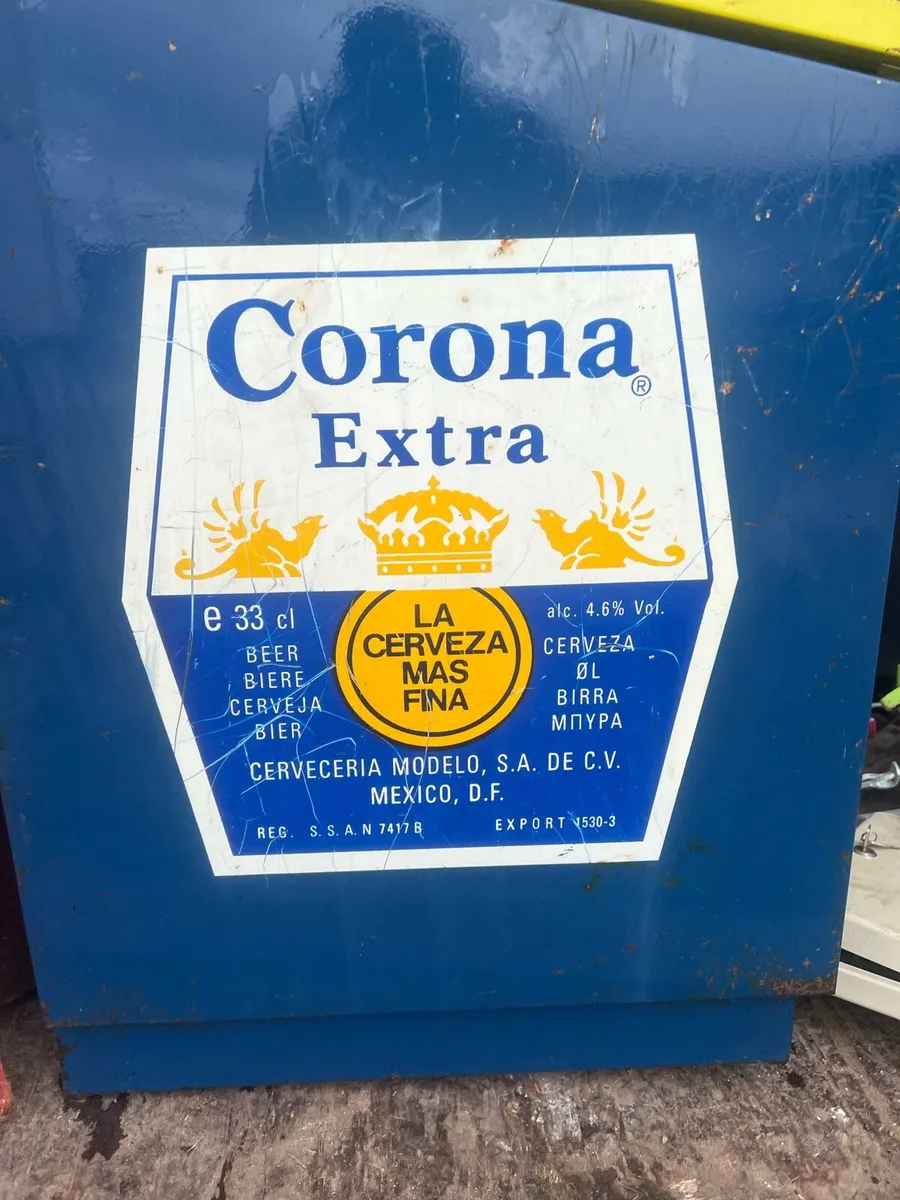 Corona®
Extra
e 33 cl
BEER
BIERE
CERVEJA
BIER
LA
CERVEZA
MAS
FINA
alc. 4.6% Vol.
CERVEZA
ØL
BIRRA
ΜΠΥΡΑ
CERVECERIA MODELO, S.A. DE C.V.
MEXICO, D.F.
REG. S.S.A. N 7417 B
EXPORT 1530-3